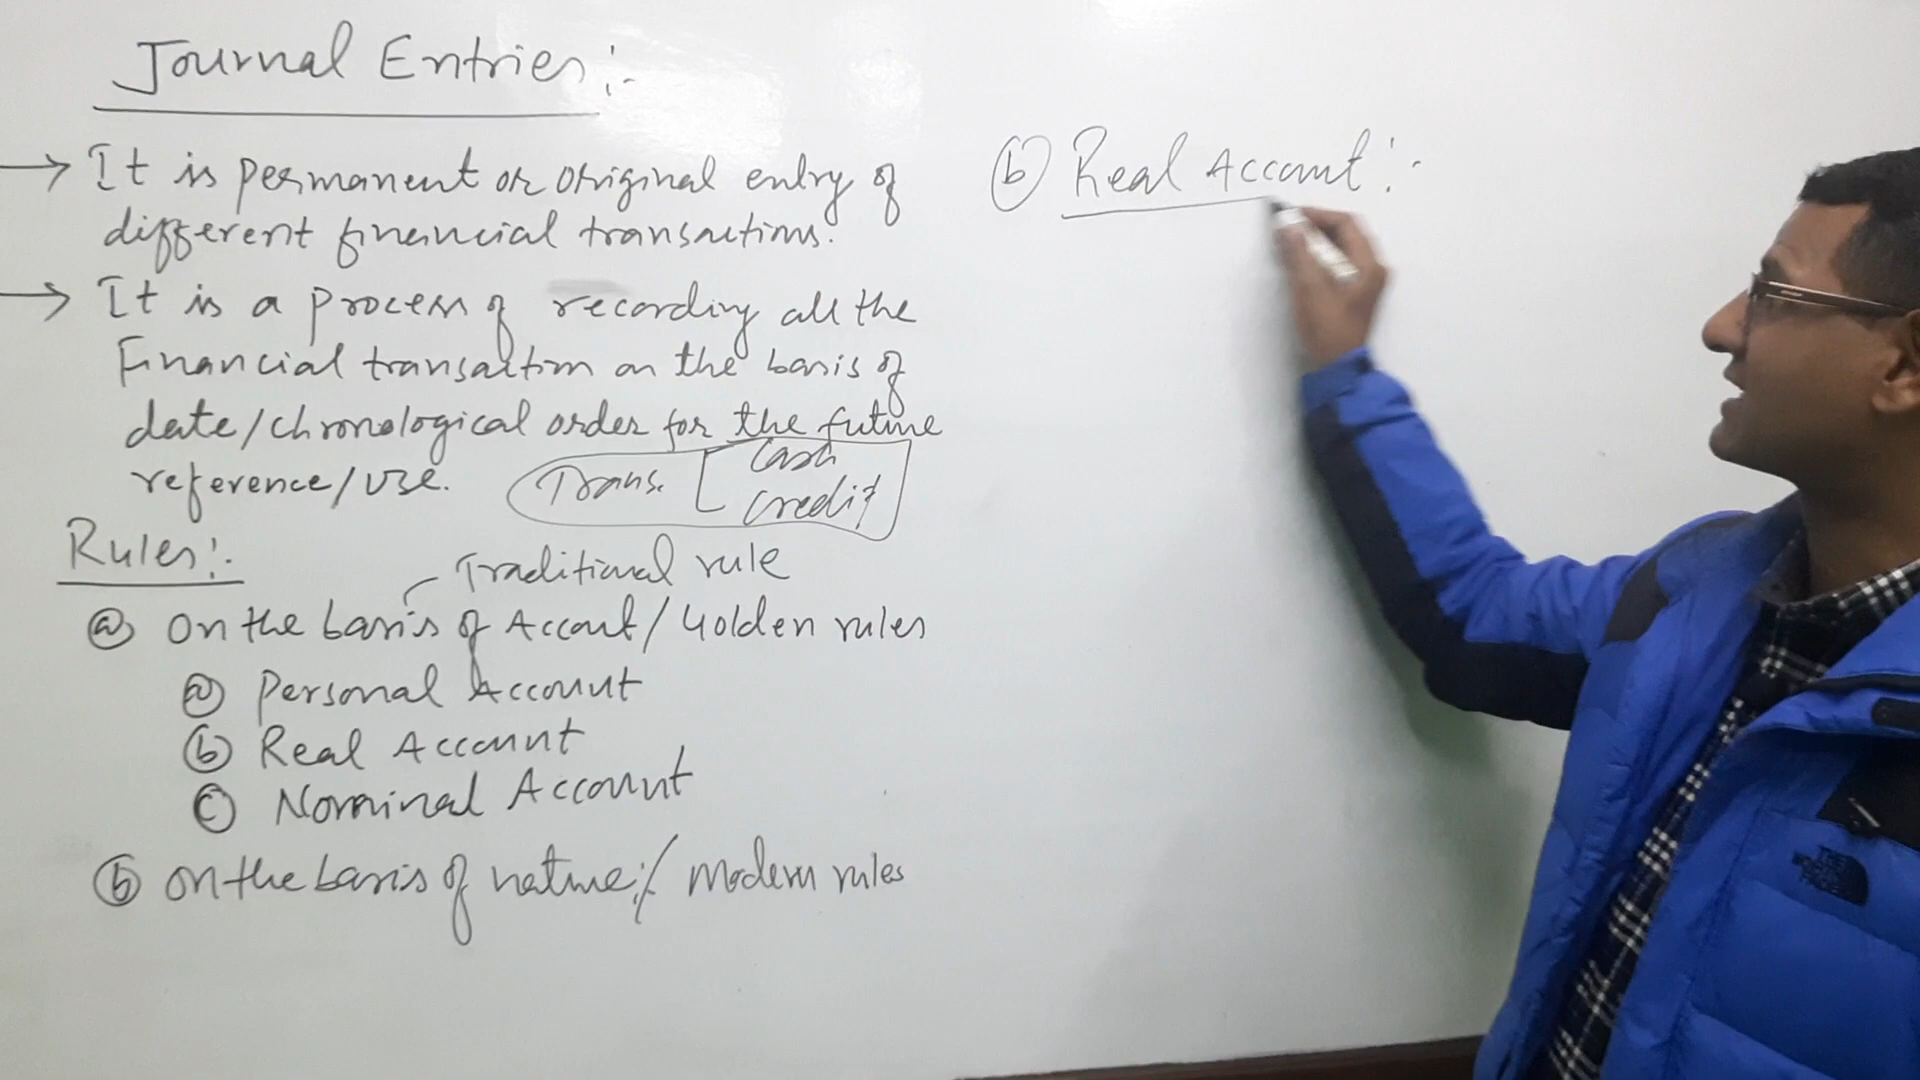 Journal Entries:-
→ It is permanent or original entry of
different financial transactions.
→ It is a process of recording all the
Financial transaction on the basis of
date/chronological order for the future
reference/use.
Trans. [ Cash
Credit
Rules:-
Traditional rule
(a) on the basis of Account/Golden rules
(a) Personal Account
(b) Real Account
(c) Nominal Account
(b) on the basis of nature:/ modern rules
(b) Real Account:-
THE NORTH FACE